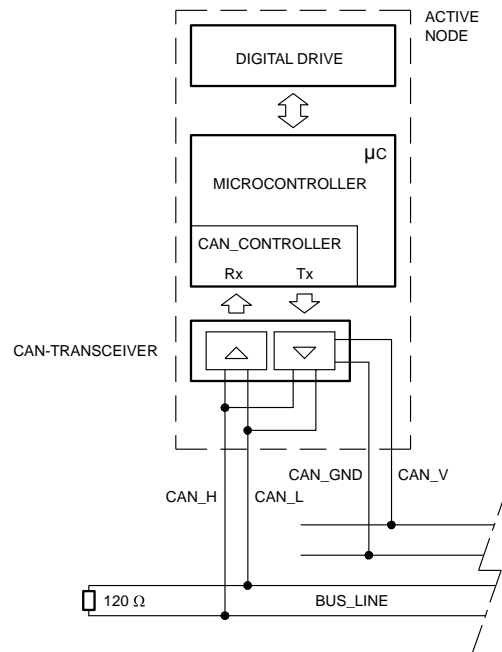 ACTIVE
NODE
DIGITAL DRIVE
µC
MICROCONTROLLER
CAN_CONTROLLER
Rx Tx
CAN-TRANSCEIVER
CAN_GND CAN_V
CAN_H CAN_L
120 Ω BUS_LINE